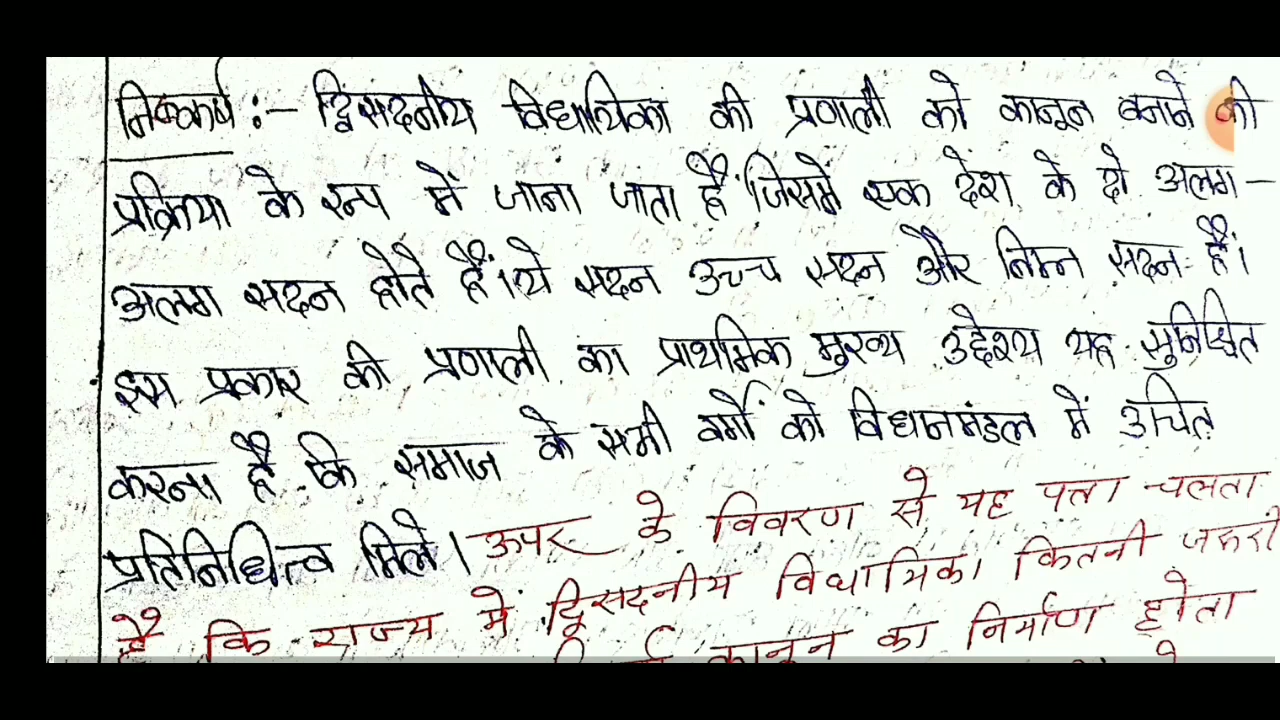 निष्कर्ष :- द्विसदनीय विधायिका की प्रणाली को कानून बनाने की
प्रक्रिया के रूप में जाना जाता है जिसमें एक देश के दो अलग-
अलग सदन होते हैं। ये सदन उच्च सदन और निम्न सदन हैं।
इस प्रकार की प्रणाली का प्राथमिक मुख्य उद्देश्य यह सुनिश्चित
करना है कि समाज के सभी वर्गों को विधानमंडल में उचित
प्रतिनिधित्व मिले। ऊपर के विवरण से यह पता चलता
है कि राज्य में द्विसदनीय विधायिका कितनी जरुरी
कानून का निर्माण होता